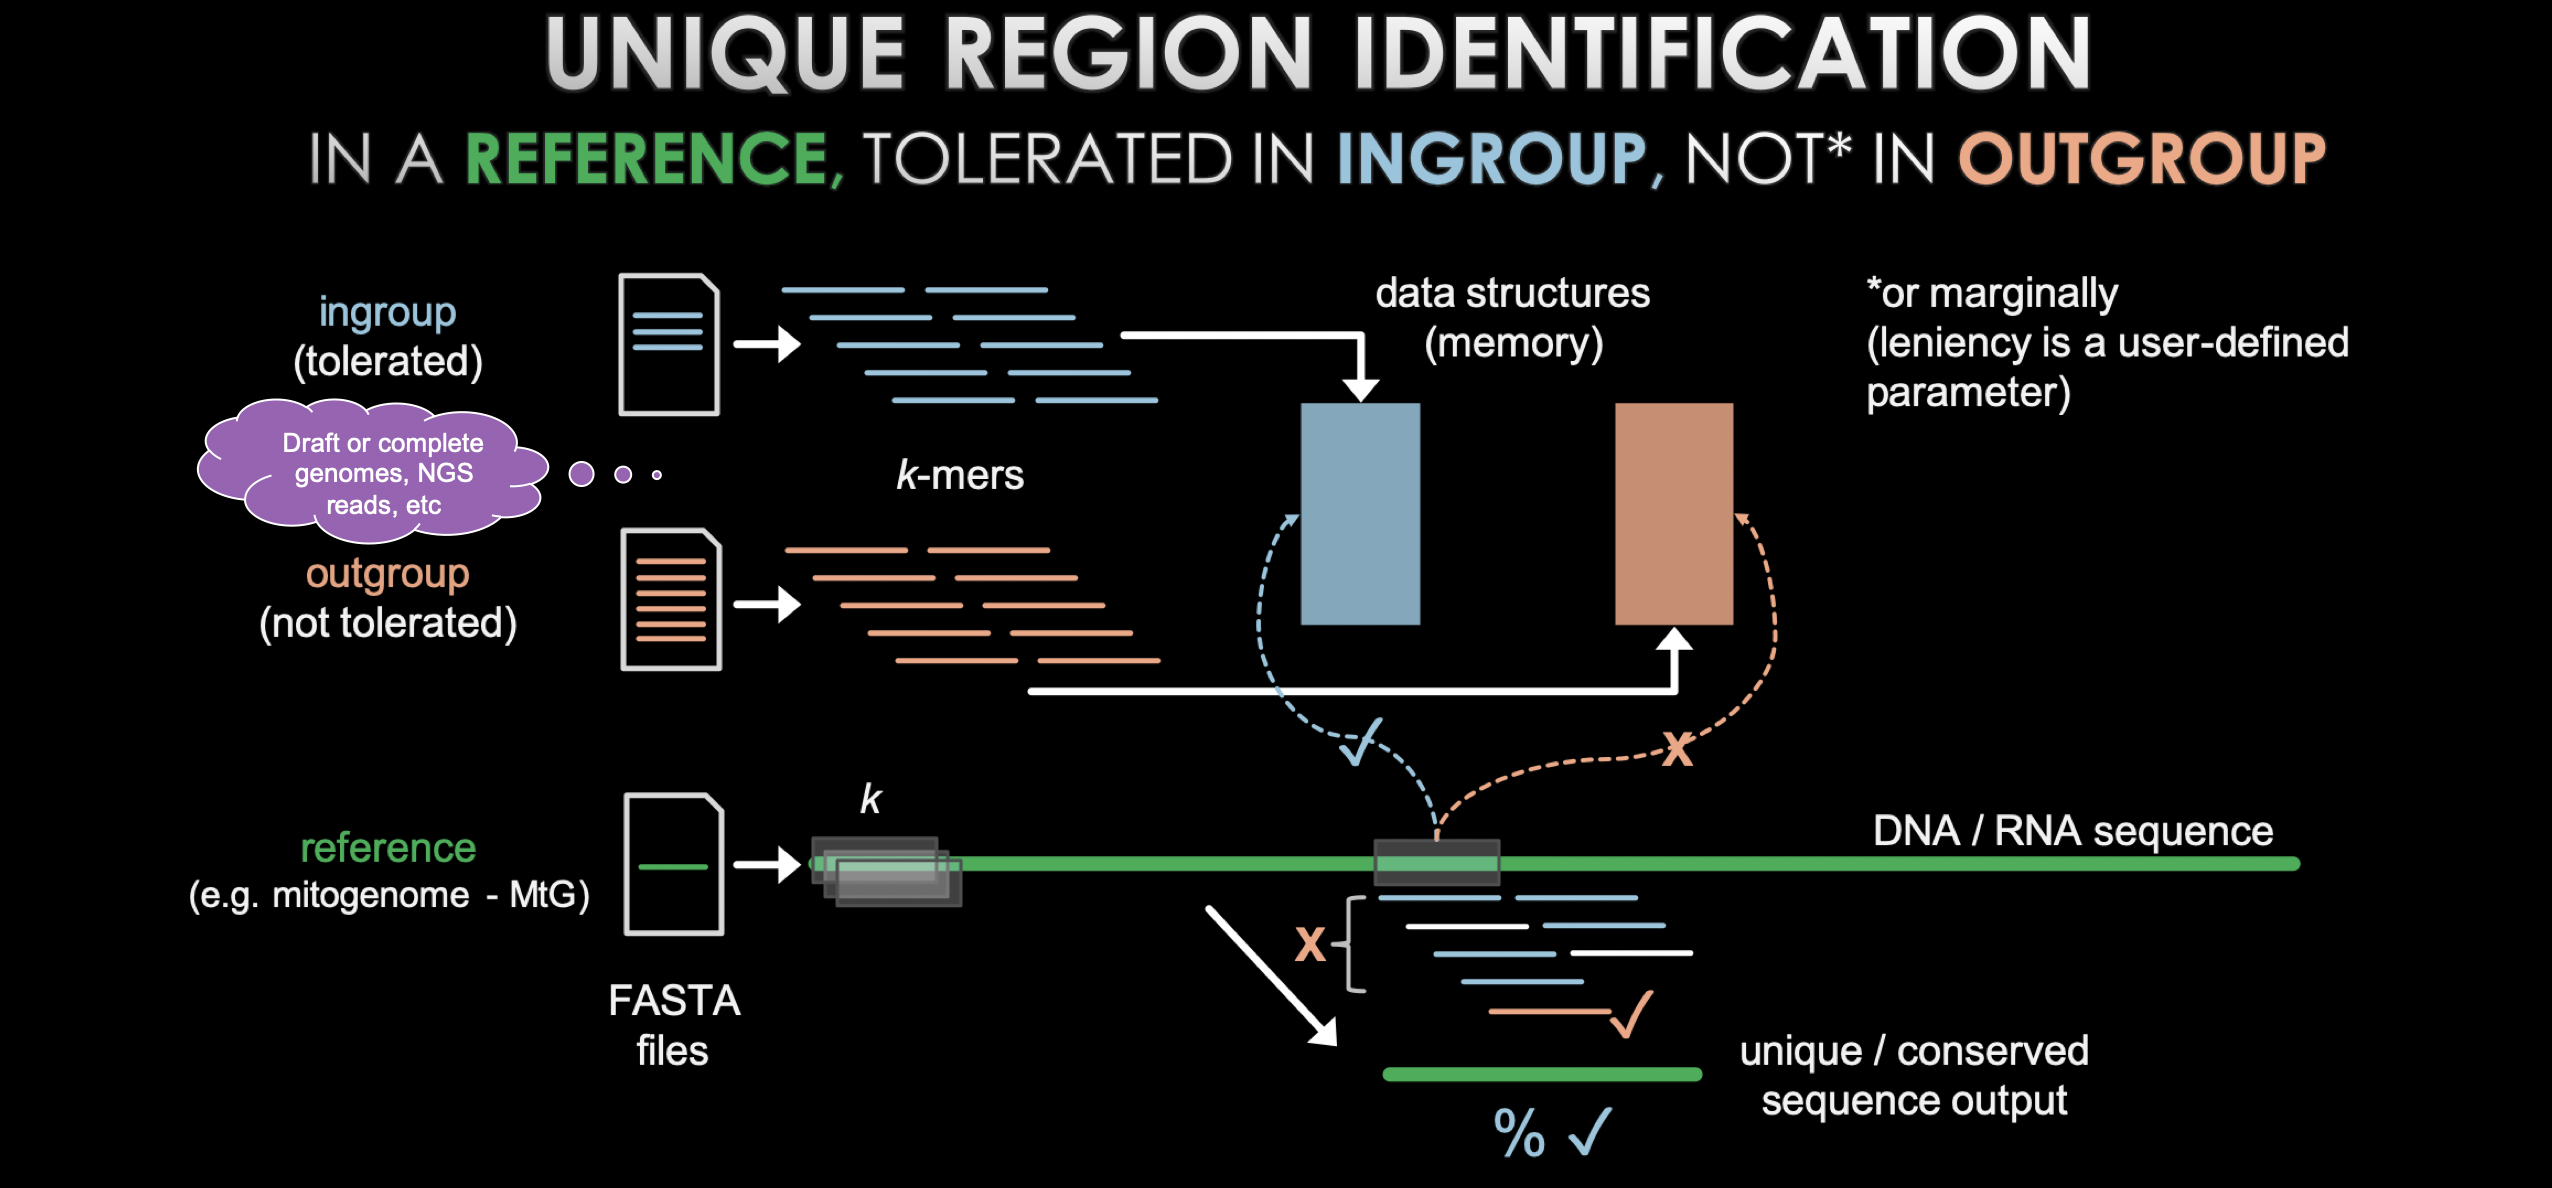 UNIQUE REGION IDENTIFICATION
IN A REFERENCE, TOLERATED IN INGROUP, NOT* IN OUTGROUP
ingroup
(tolerated)
Draft or complete
genomes, NGS
reads, etc
outgroup
(not tolerated)
k-mers
data structures
(memory)
*or marginally
(leniency is a user-defined
parameter)
X
reference
(e.g. mitogenome - MtG)
FASTA
files
k
DNA / RNA sequence
X
unique / conserved
sequence output
% ✓